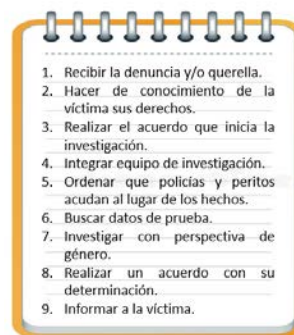 1. Recibir la denuncia y/o querella.
2. Hacer de conocimiento de la
víctima sus derechos.
3. Realizar el acuerdo que inicia la
investigación.
4. Integrar equipo de investigación.
5. Ordenar que policías y peritos
acudan al lugar de los hechos.
6. Buscar datos de prueba.
7. Investigar con perspectiva de
género.
8. Realizar un acuerdo con su
determinación.
9. Informar a la víctima.